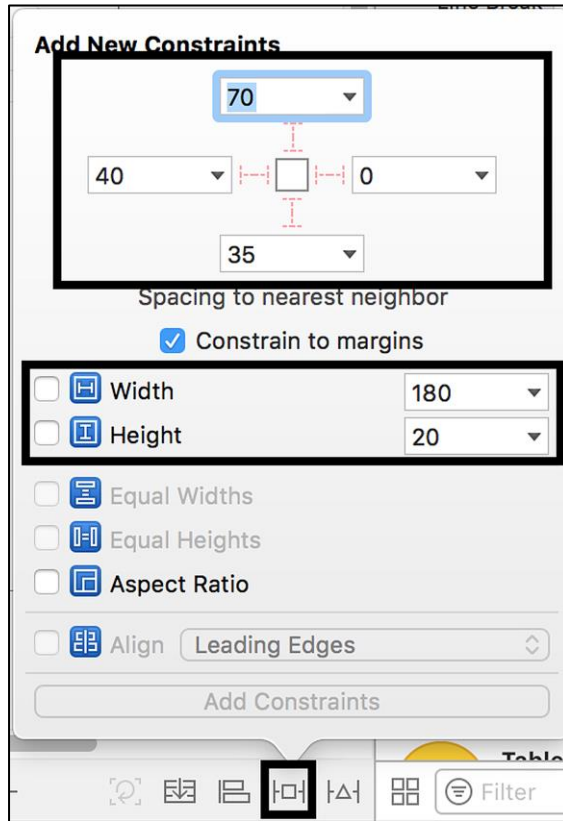 Add New Constraints
70
40 0
35
Spacing to nearest neighbor
Constrain to margins
Width 180
Height 20
Equal Widths
Equal Heights
Aspect Ratio
Align Leading Edges
Add Constraints
Filter